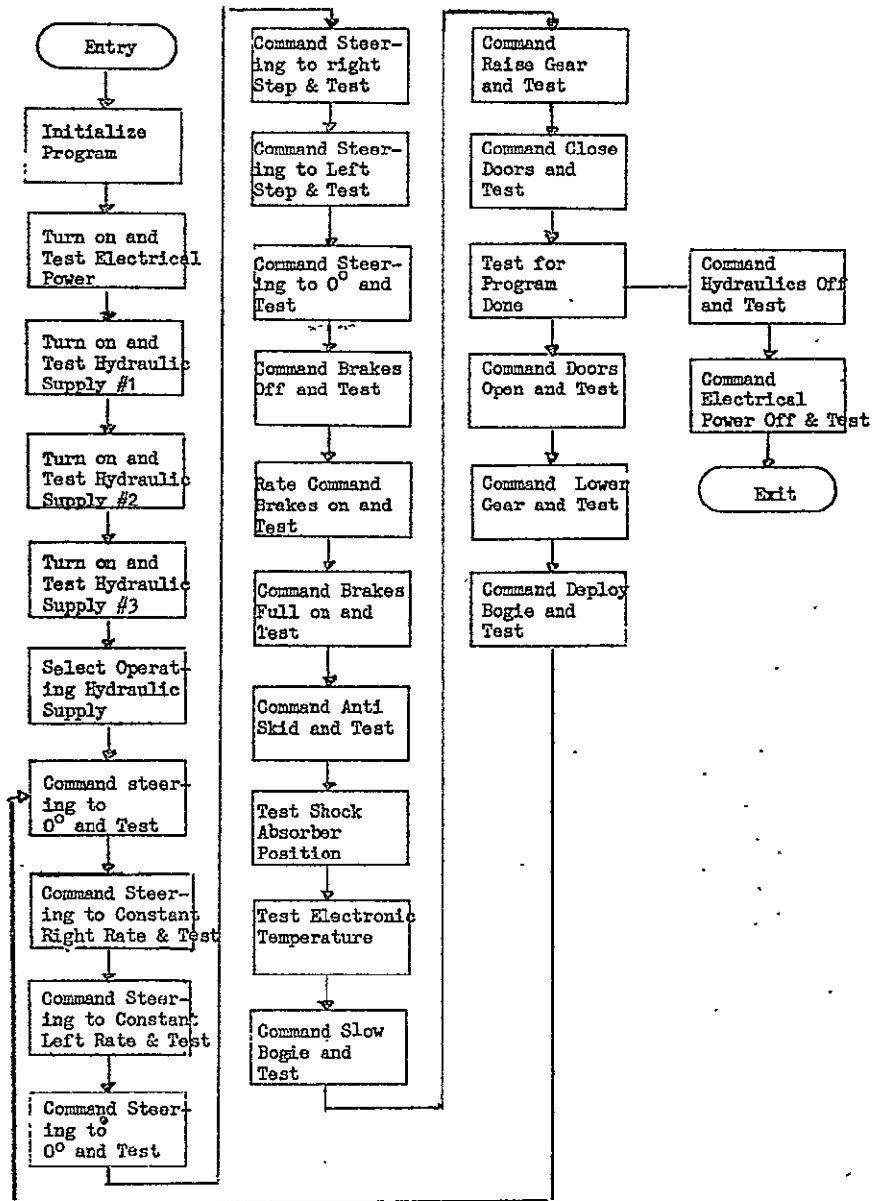 Entry
Initialize
Program
Turn on and
Test Electrical
Power
Turn on and
Test Hydraulic
Supply #1
Turn on and
Test Hydraulic
Supply #2
Turn on and
Test Hydraulic
Supply #3
Select Operat-
ing Hydraulic
Supply
Command steer-
ing to
0° and Test
Command Steer-
ing to Constant
Right Rate & Test
Command Steer-
ing to Constant
Left Rate & Test
Command Steer-
ing to
0° and Test
Command Steer-
ing to right
Step & Test
Command Steer-
ing to Left
Step & Test
Command Steer-
ing to 0° and
Test
Command Brakes
Off and Test
Rate Command
Brakes on and
Test
Command Brakes
Full on and
Test
Command Anti
Skid and Test
Test Shock
Absorber
Position
Test Electronic
Temperature
Command Slow
Bogie and
Test
Command
Raise Gear
and Test
Command Close
Doors and
Test
Test for
Program
Done
Command Doors
Open and Test
Command Lower
Gear and Test
Command Deploy
Bogie and
Test
Command
Hydraulics Off
and Test
Command
Electrical
Power Off & Test
Exit